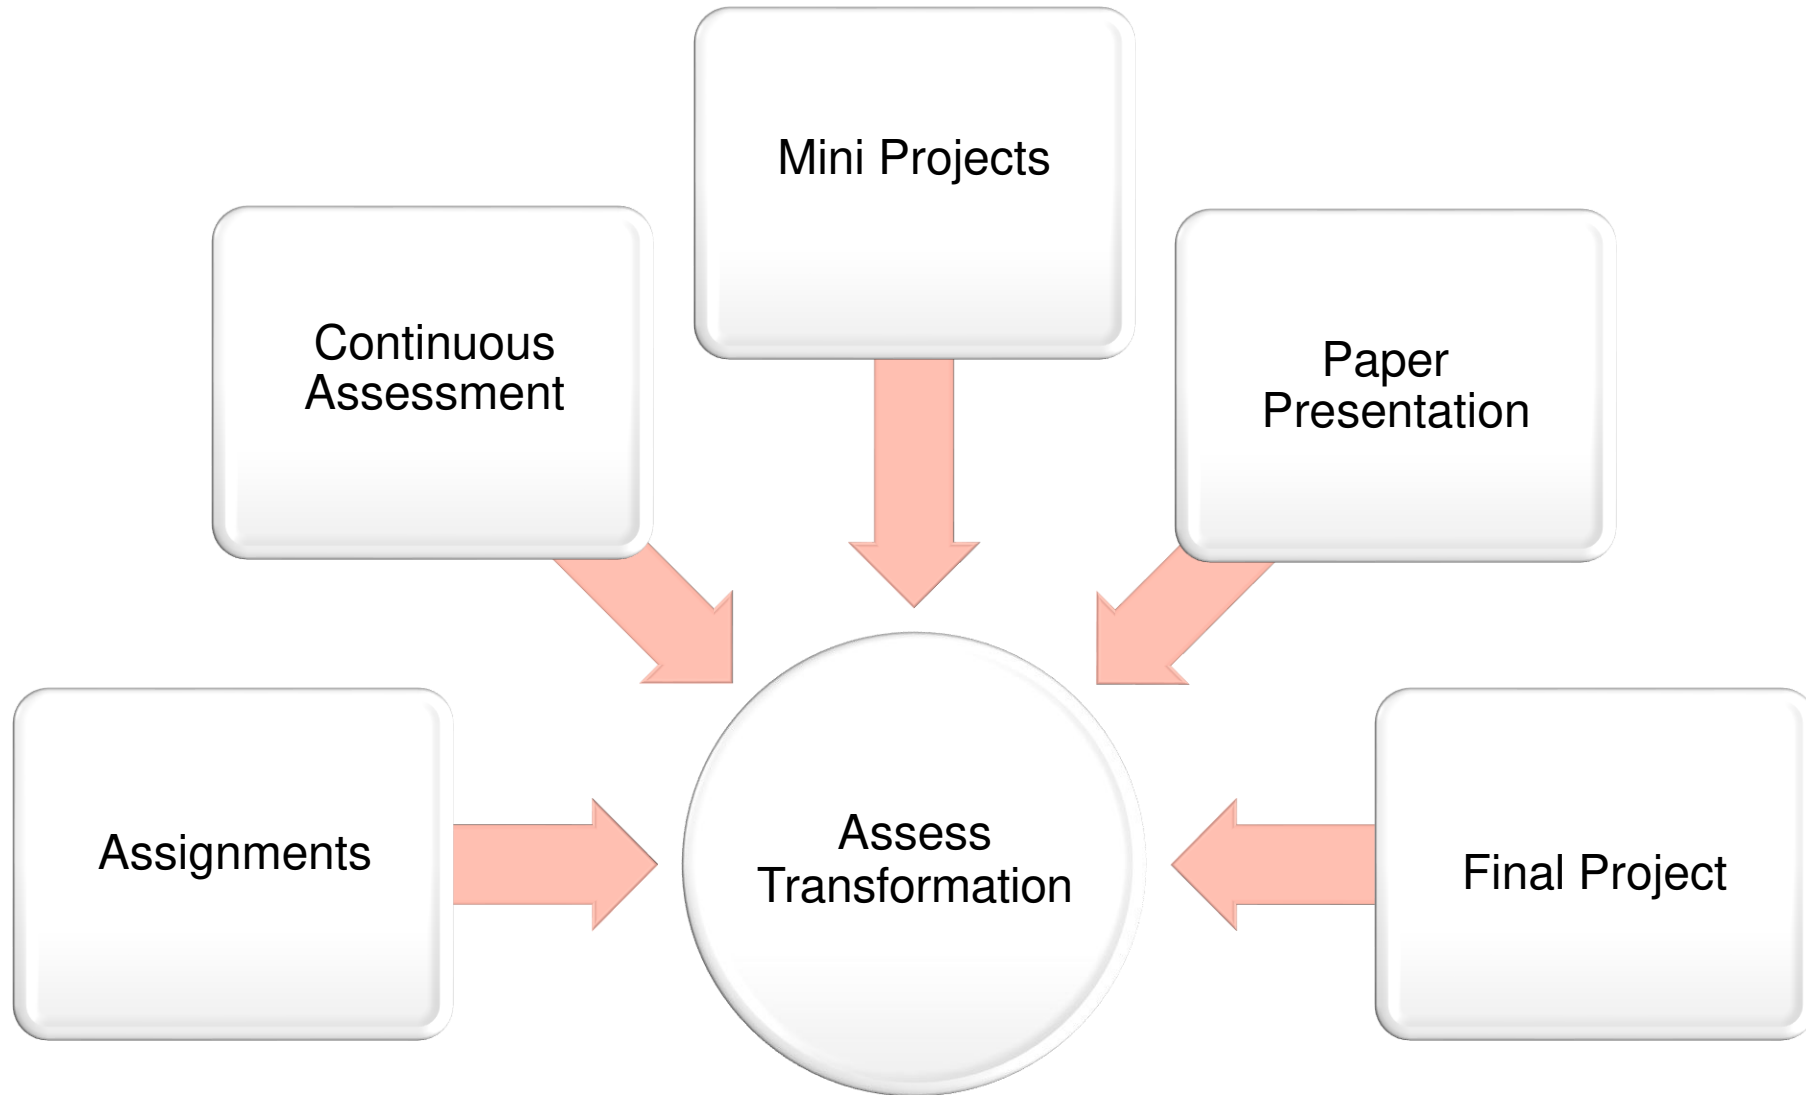 Mini Projects
Continuous
Assessment
Paper
Presentation
Assignments
Assess
Transformation
Final Project